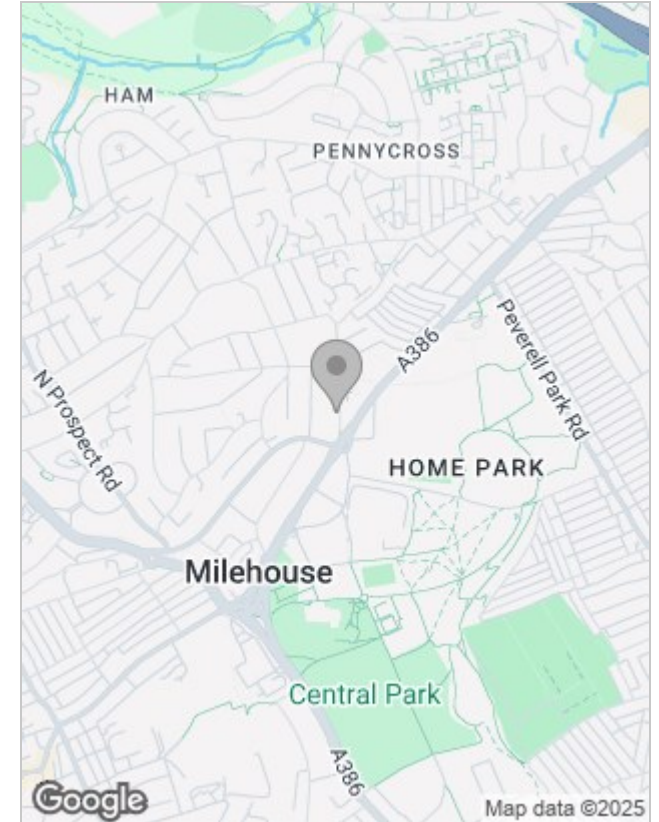 HAM
PENNYCROSS
A386
Peverell Park Rd
N Prospect Rd
HOME PARK
Milehouse
Central Park
A386
Google
Map data ©2025